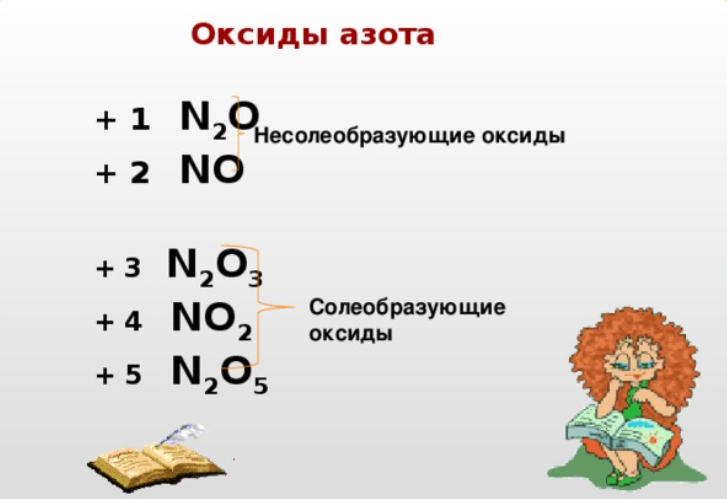 Оксиды азота
+ 1 N₂O
Несолеобразующие оксиды
+ 2 NO
+ 3 N₂O₃
+ 4 NO₂
Солеобразующие
оксиды
+ 5 N₂O₅